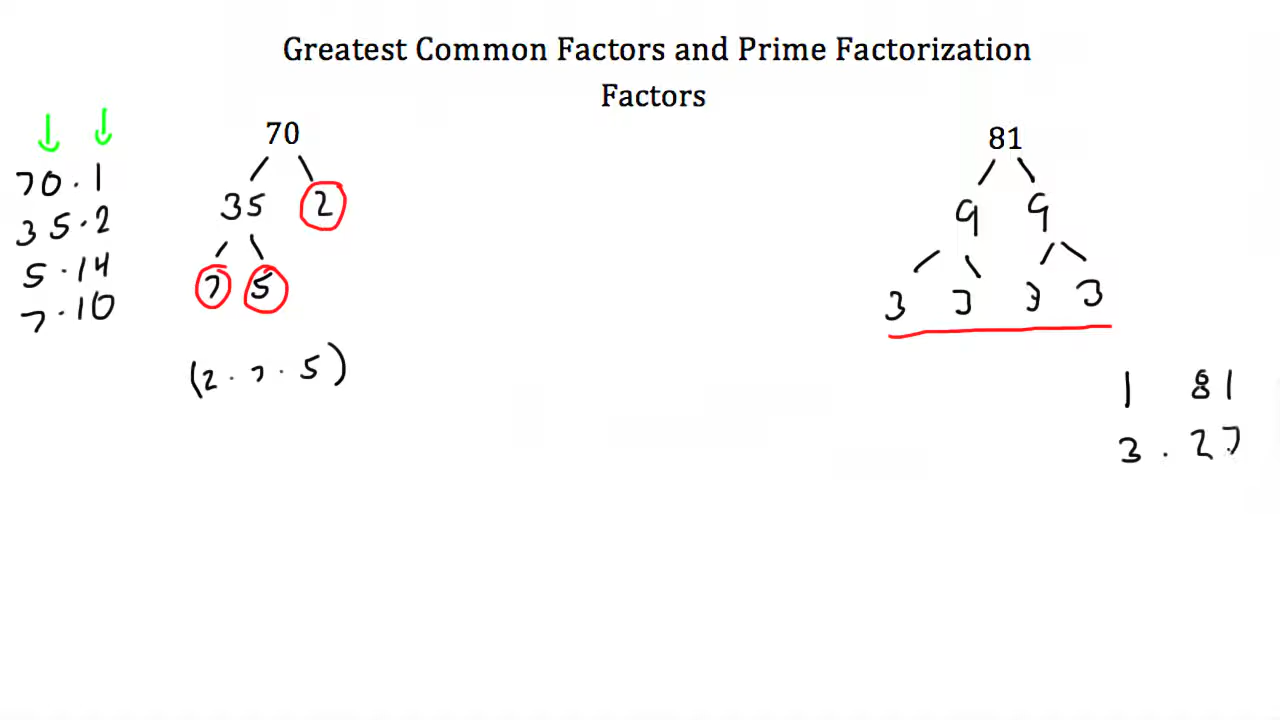 Greatest Common Factors and Prime Factorization
Factors
70
35 2
7 5
(2 · 7 · 5)
70 · 1
35 · 2
5 · 14
7 · 10
81
9 9
3 3 3 3
1 81
3 · 27